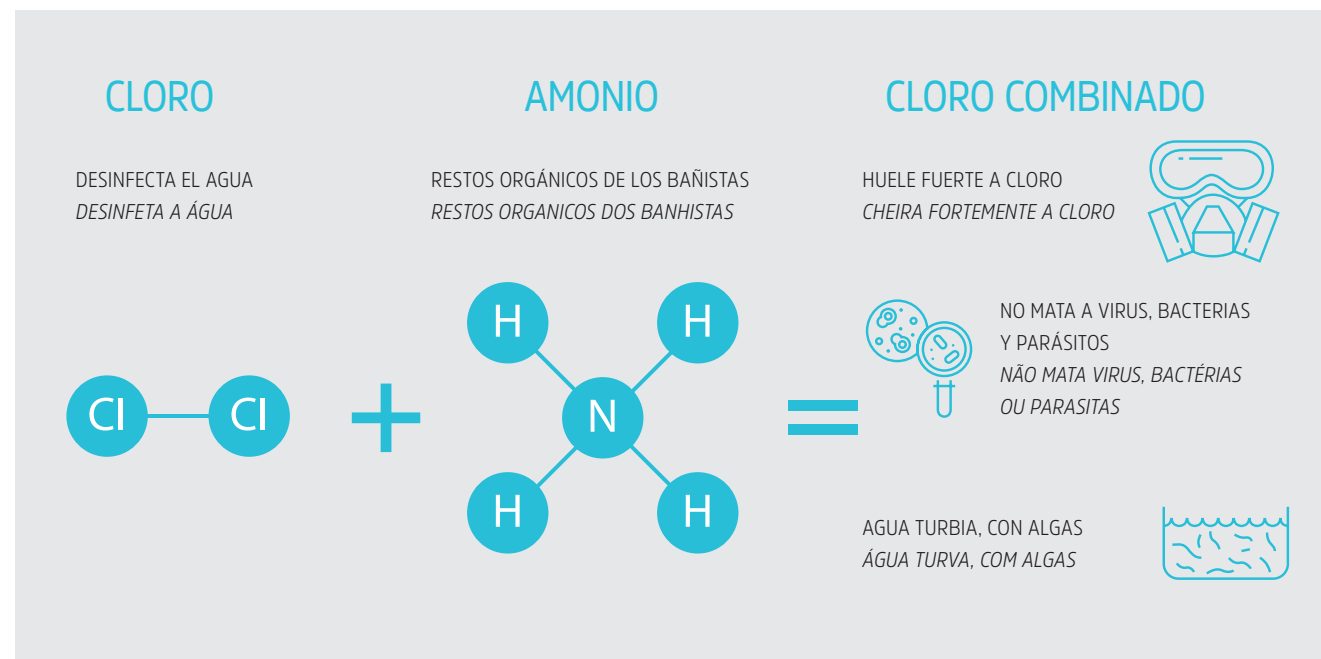 CLORO
DESINFECTA EL AGUA
DESINFETA A ÁGUA
Cl
Cl
AMONIO
RESTOS ORGÁNICOS DE LOS BAÑISTAS
RESTOS ORGANICOS DOS BANHISTAS
H
H
N
H
H
CLORO COMBINADO
HUELE FUERTE A CLORO
CHEIRA FORTEMENTE A CLORO
NO MATA A VIRUS, BACTERIAS
Y PARÁSITOS
NÃO MATA VIRUS, BACTÉRIAS
OU PARASITAS
AGUA TURBIA, CON ALGAS
ÁGUA TURVA, COM ALGAS